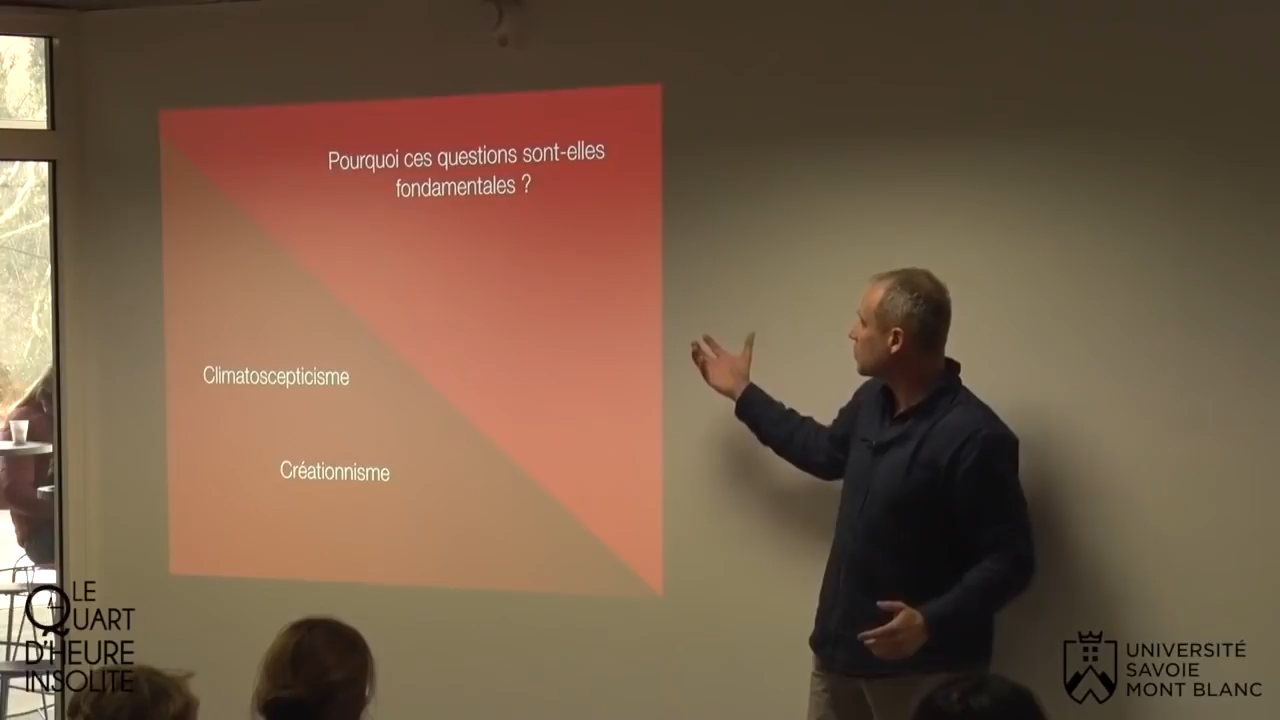 Pourquoi ces questions sont-elles
fondamentales ?
Climatoscepticisme
Créationnisme
LE
QUART
D'HEURE
INSOLITE
UNIVERSITÉ
SAVOIE
MONT BLANC